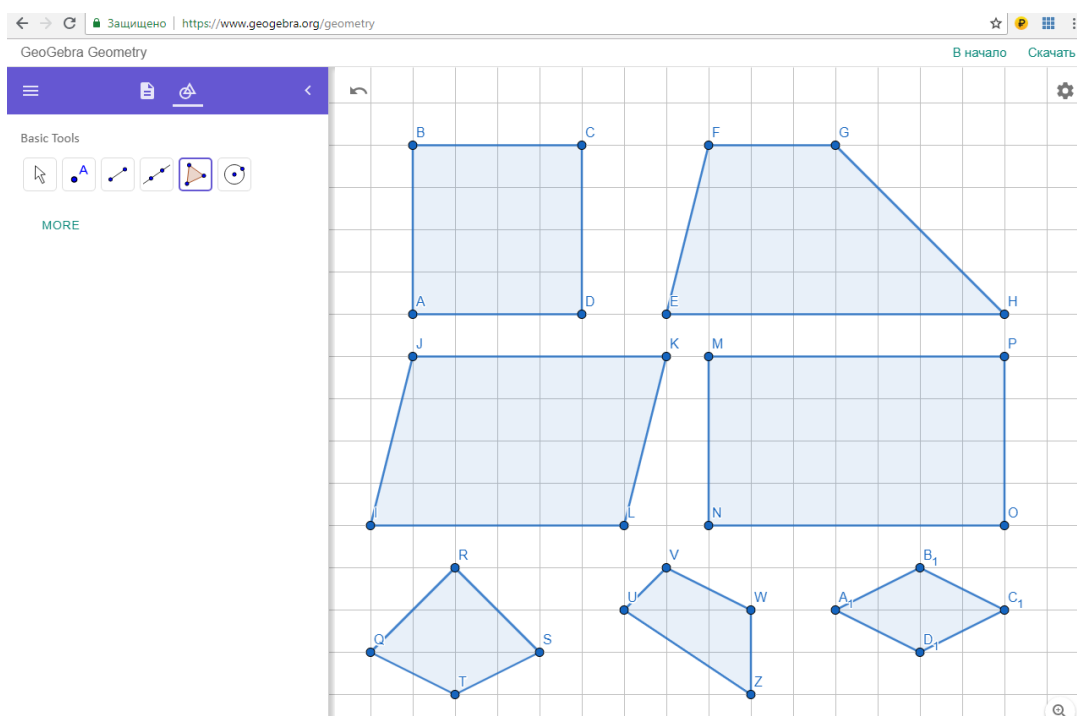 Защищено | https://www.geogebra.org/geometry
GeoGebra Geometry
В начало Скачать
Basic Tools
A
MORE
B C F G
A D E H
J K M P
I L N O
R V B₁
U W A₁ C₁
Q S D₁
T Z